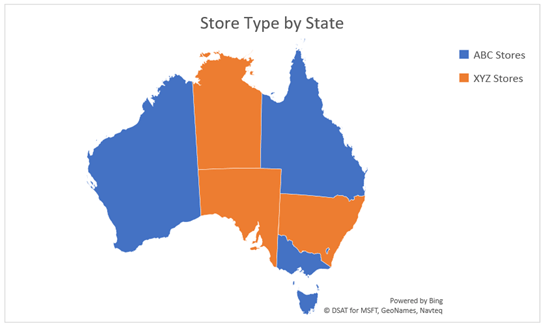 Store Type by State
ABC Stores
XYZ Stores
Powered by Bing
© DSAT for MSFT, GeoNames, Navteq